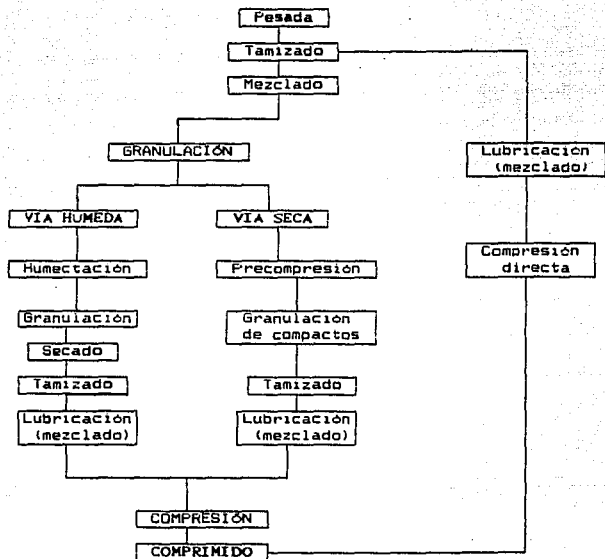 Pesada
Tamizado
Mezclado
GRANULACIÓN
Lubricación
(mezclado)
VIA HUMEDA
VIA SECA
Humectación
Precompresión
Compresión
directa
Granulación
Granulación
de compactos
Secado
Tamizado
Tamizado
Lubricación
(mezclado)
Lubricación
(mezclado)
COMPRESIÓN
COMPRIMIDO